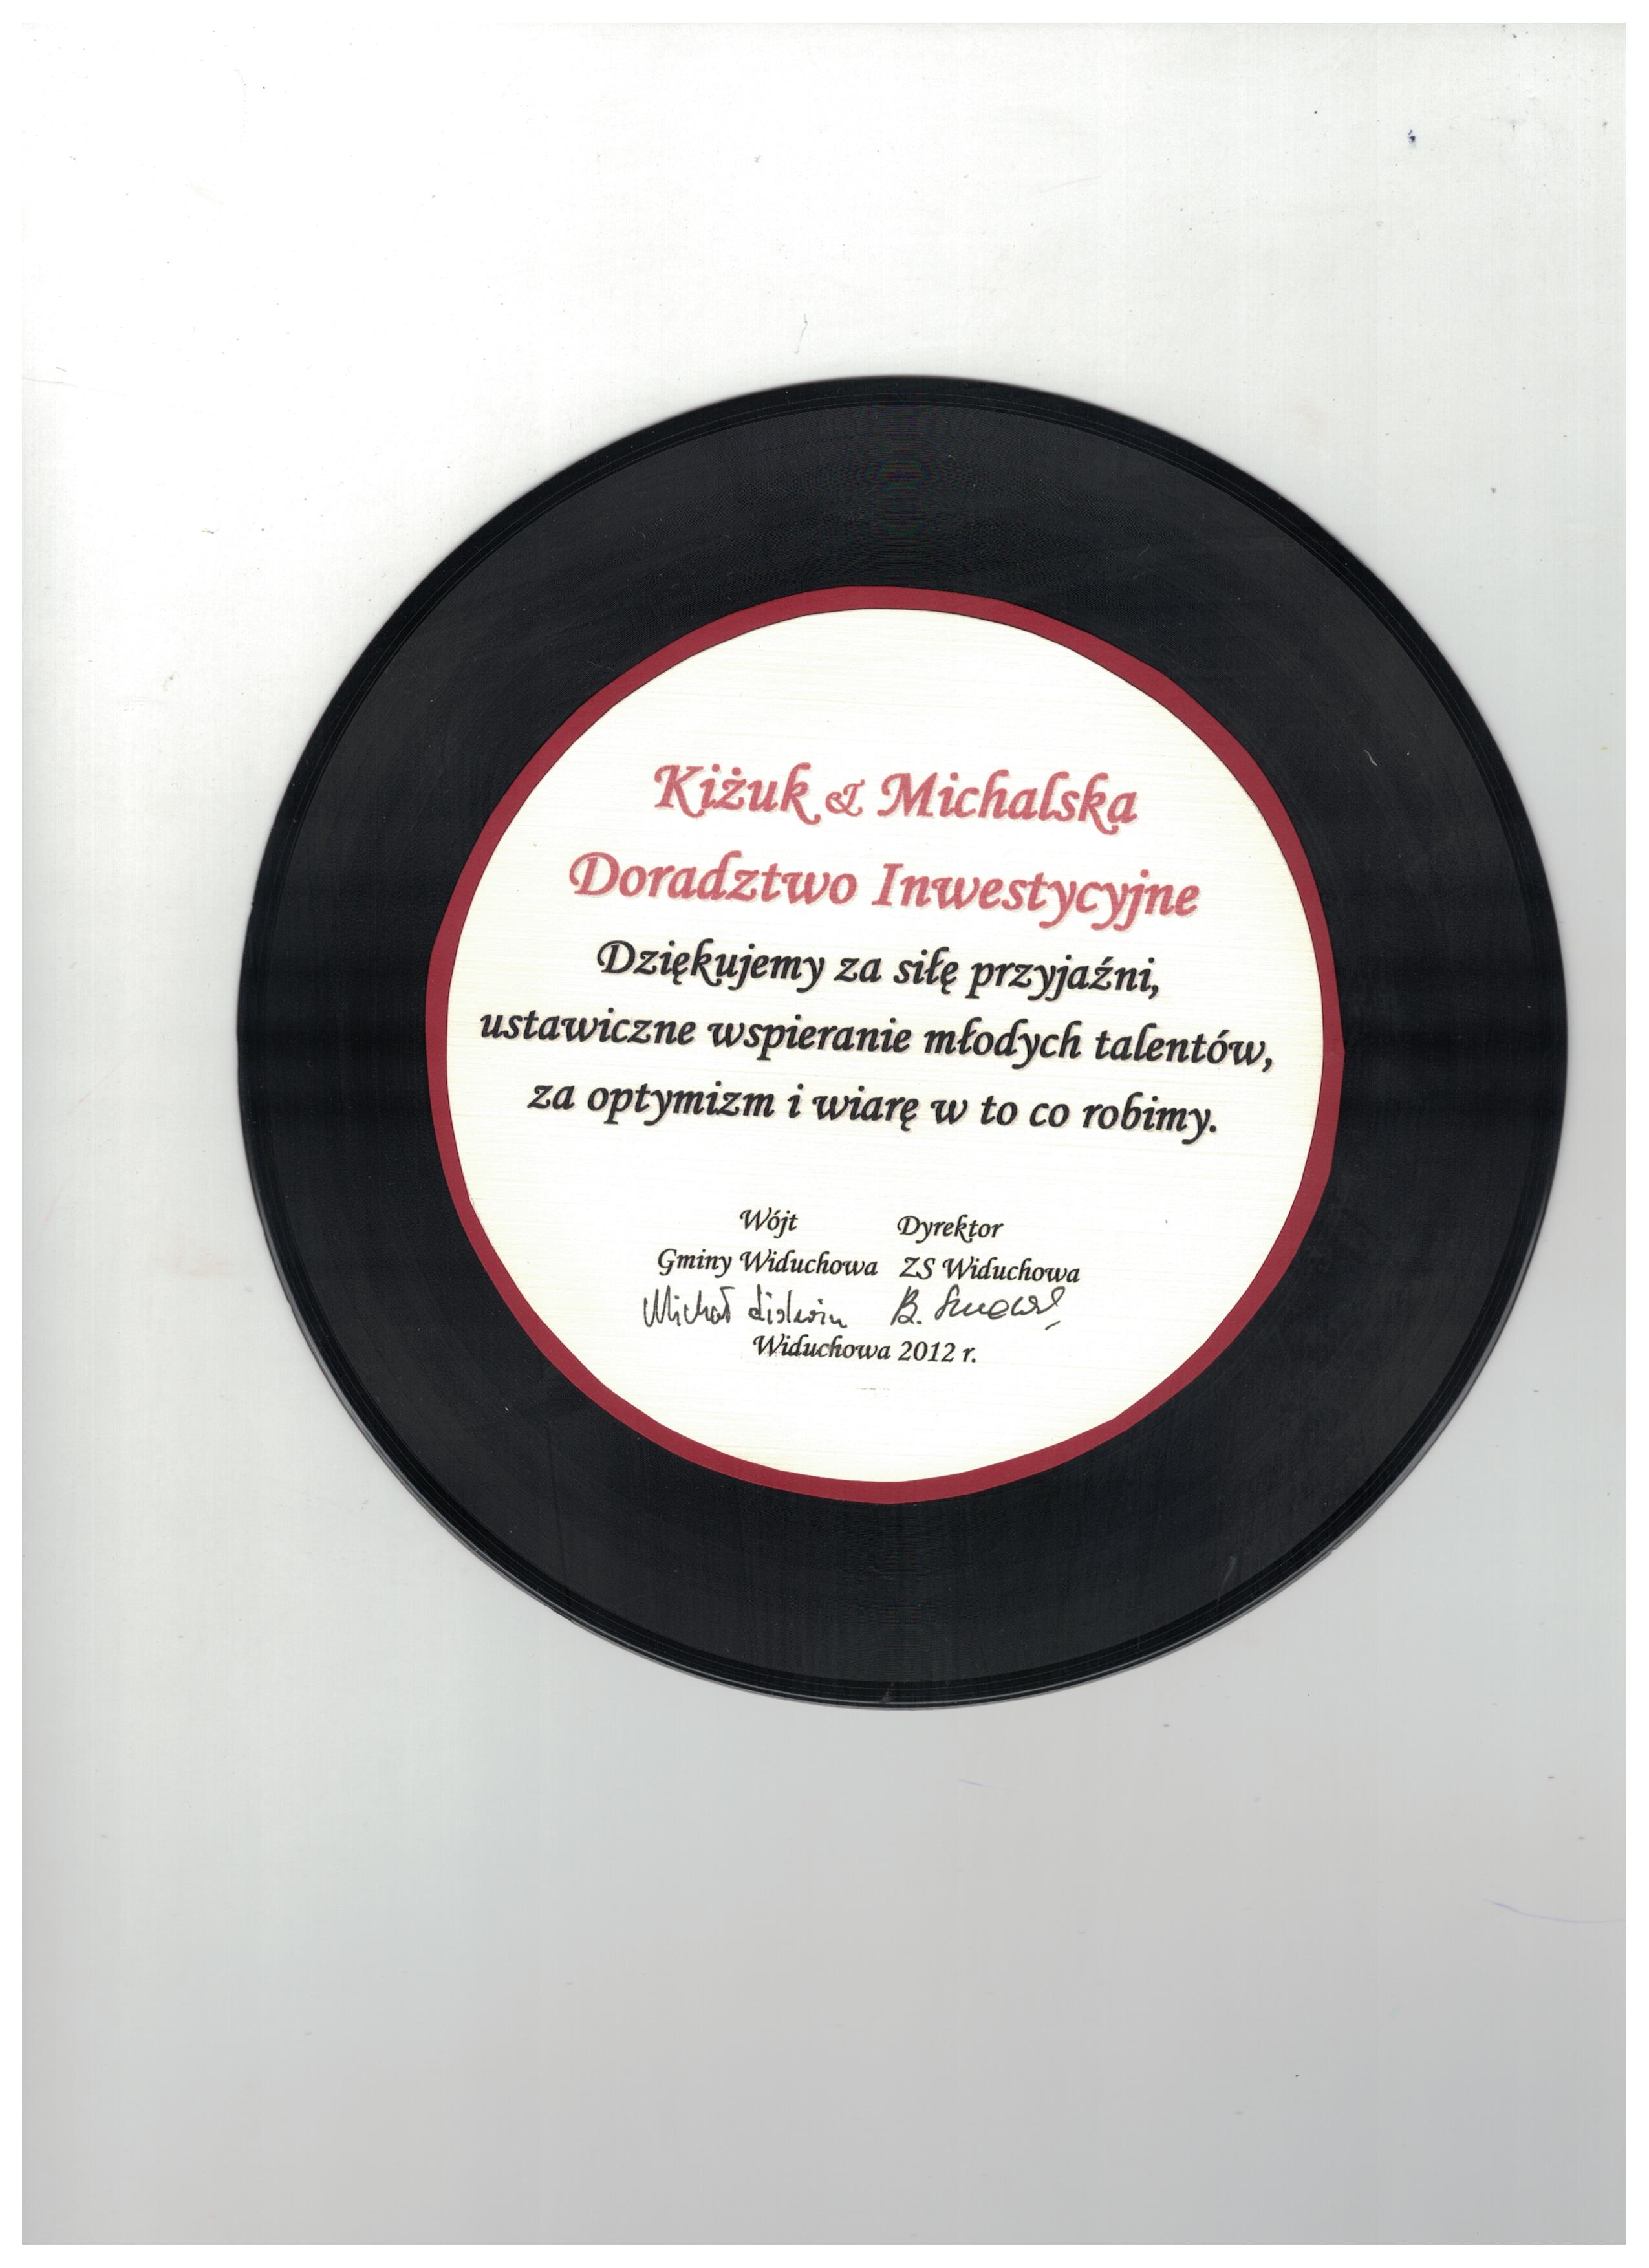 Kiżuk & Michalska
Doradztwo Inwestycyjne
Dziękujemy za siłę przyjaźni,
ustawiczne wspieranie młodych talentów,
za optymizm i wiarę w to co robimy.
Wójt Dyrektor
Gminy Widuchowa ZS Widuchowa
Michał B.
Widuchowa 2012 r.